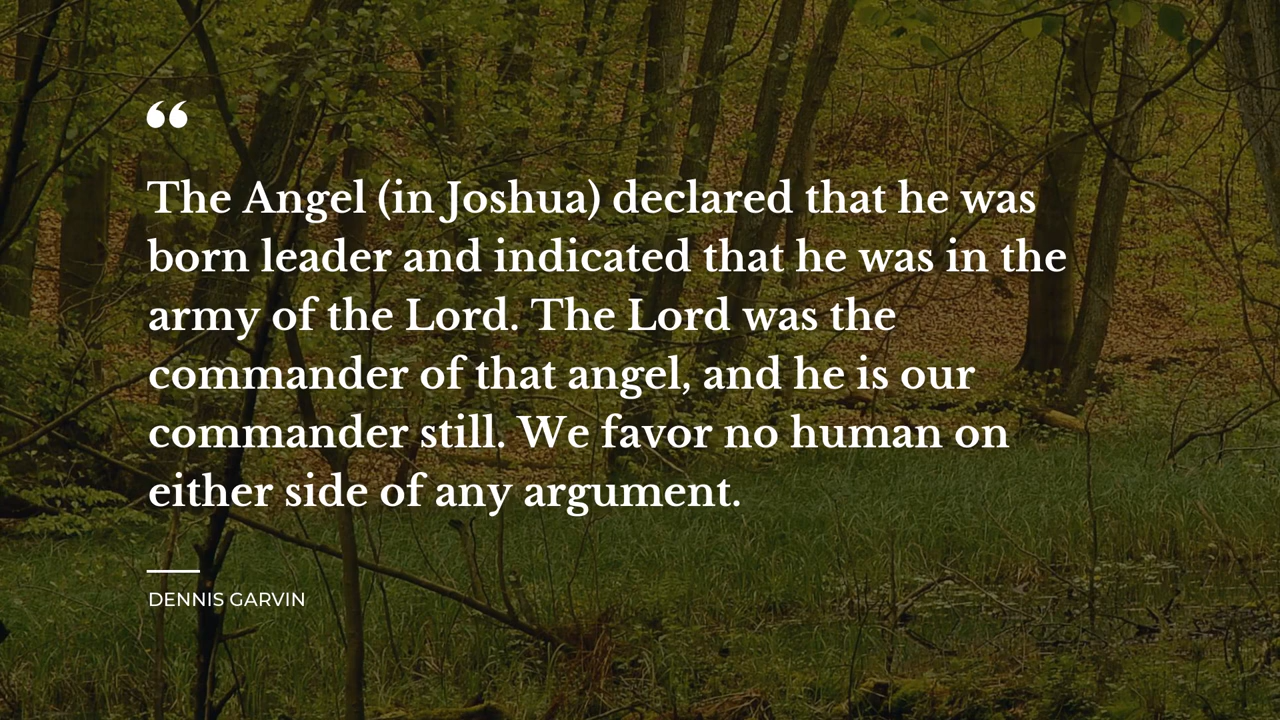 “
The Angel (in Joshua) declared that he was
born leader and indicated that he was in the
army of the Lord. The Lord was the
commander of that angel, and he is our
commander still. We favor no human on
either side of any argument.
DENNIS GARVIN